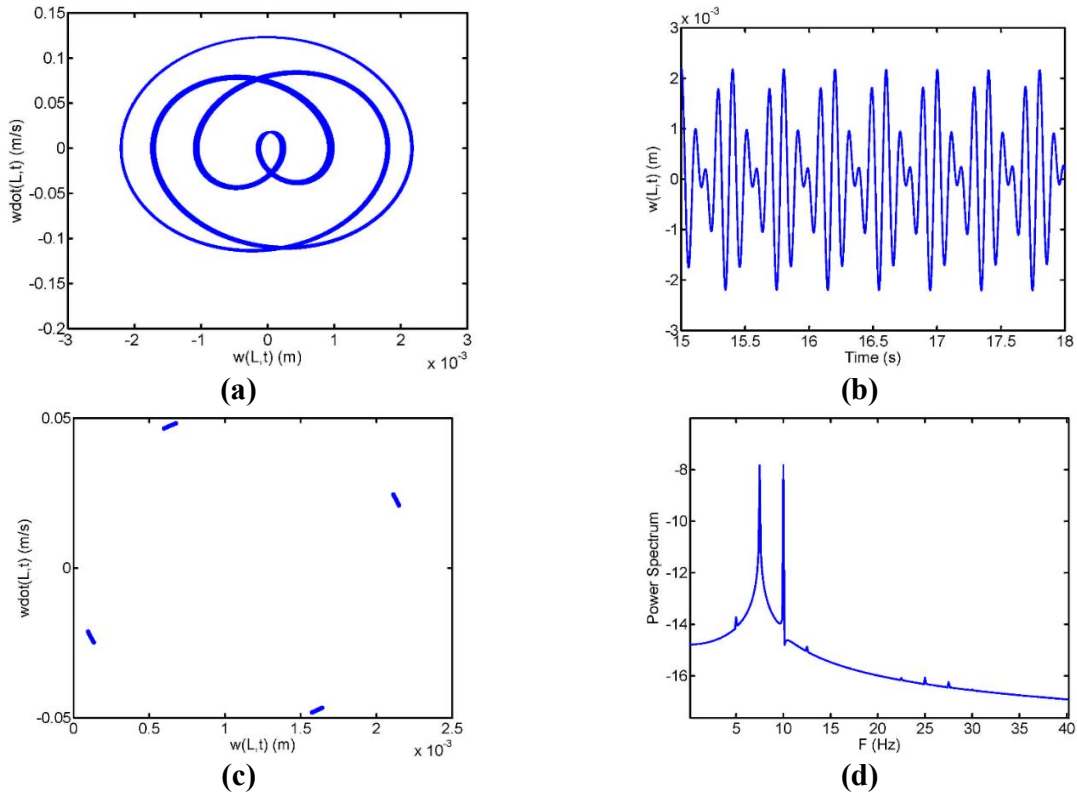 0.15
0.1
0.05
0
-0.05
-0.1
-0.15
-0.2
wdot(L,t) (m/s)
-3 -2 -1 0 1 2 3
w(L,t) (m)
x 10-3
(a)
x 10-3
3
2
1
0
-1
-2
-3
w(L,t) (m)
15 15.5 16 16.5 17 17.5 18
Time (s)
(b)
0.05
0
-0.05
wdot(L,t) (m/s)
0 0.5 1 1.5 2 2.5
w(L,t) (m)
x 10-3
(c)
-8
-10
-12
-14
-16
Power Spectrum
5 10 15 20 25 30 35 40
F (Hz)
(d)